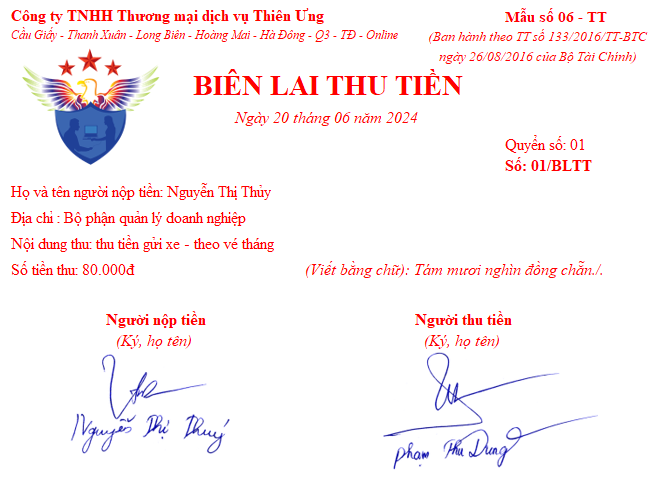 Công ty TNHH Thương mại dịch vụ Thiên Ưng
Cầu Giấy - Thanh Xuân - Long Biên - Hoàng Mai - Hà Đông - Q3 - TĐ - Online
Mẫu số 06 - TT
(Ban hành theo TT số 133/2016/TT-BTC
ngày 26/08/2016 của Bộ Tài Chính)
BIÊN LAI THU TIỀN
Ngày 20 tháng 06 năm 2024
Quyển số: 01
Số: 01/BLTT
Họ và tên người nộp tiền: Nguyễn Thị Thủy
Địa chỉ : Bộ phận quản lý doanh nghiệp
Nội dung thu: thu tiền gửi xe - theo vé tháng
Số tiền thu: 80.000đ (Viết bằng chữ): Tám mươi nghìn đồng chẵn./.
Người nộp tiền
(Ký, họ tên)
Nguyễn Thị Thuý
Người thu tiền
(Ký, họ tên)
Phạm Thu Dung